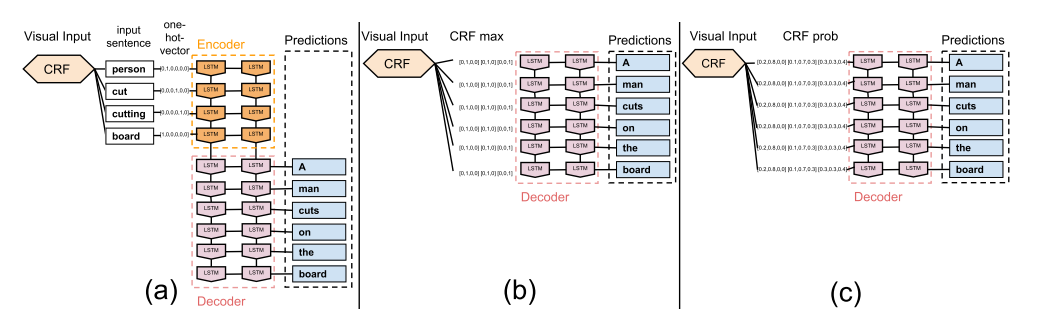 Visual Input
input sentence
one-hot-vector
Encoder
Predictions
CRF
person
cut
cutting
board
[0,1,0,0,0,0]
[0,0,0,1,0,0]
[0,0,0,0,1,0]
[1,0,0,0,0,0]
LSTM LSTM
LSTM LSTM
LSTM LSTM
LSTM LSTM
LSTM LSTM A
LSTM LSTM man
LSTM LSTM cuts
LSTM LSTM on
LSTM LSTM the
LSTM LSTM board
Decoder
(a)
Visual Input
CRF max
Predictions
CRF
[0,1,0,0] [0,1,0] [0,0,1] LSTM LSTM A
[0,1,0,0] [0,1,0] [0,0,1] LSTM LSTM man
[0,1,0,0] [0,1,0] [0,0,1] LSTM LSTM cuts
[0,1,0,0] [0,1,0] [0,0,1] LSTM LSTM on
[0,1,0,0] [0,1,0] [0,0,1] LSTM LSTM the
[0,1,0,0] [0,1,0] [0,0,1] LSTM LSTM board
Decoder
(b)
Visual Input
CRF prob
Predictions
CRF
[0.2,0.8,0,0] [0.1,0.7,0.3] [0.3,0.3,0.4] LSTM LSTM A
[0.2,0.8,0,0] [0.1,0.7,0.3] [0.3,0.3,0.4] LSTM LSTM man
[0.2,0.8,0,0] [0.1,0.7,0.3] [0.3,0.3,0.4] LSTM LSTM cuts
[0.2,0.8,0,0] [0.1,0.7,0.3] [0.3,0.3,0.4] LSTM LSTM on
[0.2,0.8,0,0] [0.1,0.7,0.3] [0.3,0.3,0.4] LSTM LSTM the
[0.2,0.8,0,0] [0.1,0.7,0.3] [0.3,0.3,0.4] LSTM LSTM board
Decoder
(c)